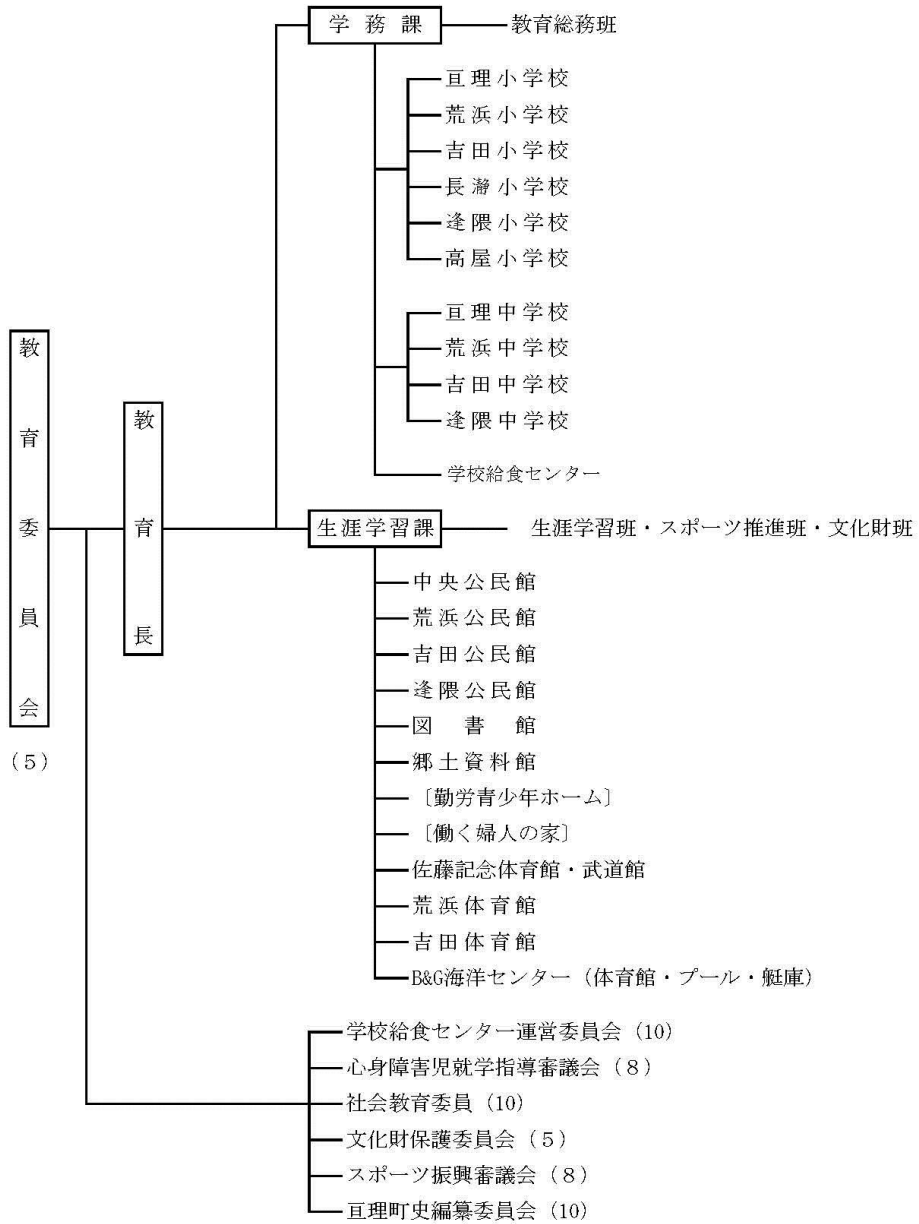 学務課
教育総務班
亘理小学校
荒浜小学校
吉田小学校
長瀞小学校
逢隈小学校
高屋小学校
亘理中学校
荒浜中学校
吉田中学校
逢隈中学校
学校給食センター
教育委員会
(5)
教育長
生涯学習課
生涯学習班・スポーツ推進班・文化財班
中央公民館
荒浜公民館
吉田公民館
逢隈公民館
図書館
郷土資料館
〔勤労青少年ホーム〕
〔働く婦人の家〕
佐藤記念体育館・武道館
荒浜体育館
吉田体育館
B&G海洋センター(体育館・プール・艇庫)
学校給食センター運営委員会(10)
心身障害児就学指導審議会(8)
社会教育委員(10)
文化財保護委員会(5)
スポーツ振興審議会(8)
亘理町史編纂委員会(10)